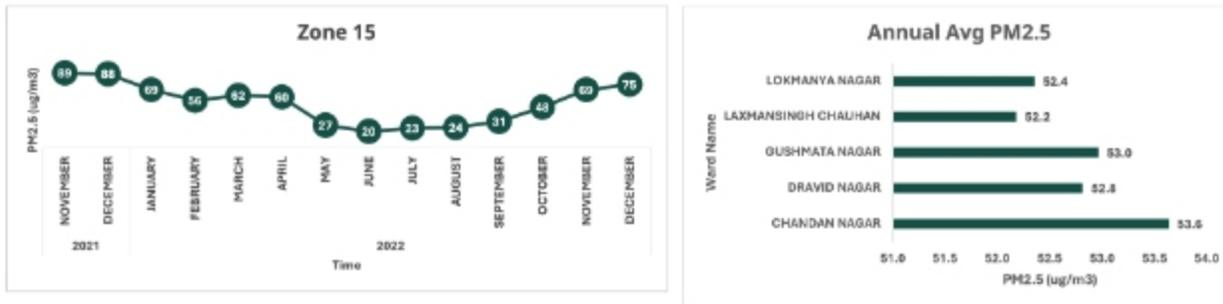 Zone 15
PM2.5 (ug/m3)
89 88 69 56 62 60 27 20 23 24 31 48 69 75
NOVEMBER DECEMBER JANUARY FEBRUARY MARCH APRIL MAY JUNE JULY AUGUST SEPTEMBER OCTOBER NOVEMBER DECEMBER
2021 2022
Time
Annual Avg PM2.5
Ward Name
LOKMANYA NAGAR 52.4
LAXMANSINGH CHAUHAN 52.2
GUSHMATA NAGAR 53.0
DRAVID NAGAR 52.8
CHANDAN NAGAR 53.6
51.0 51.5 52.0 52.5 53.0 53.5 54.0
PM2.5 (ug/m3)